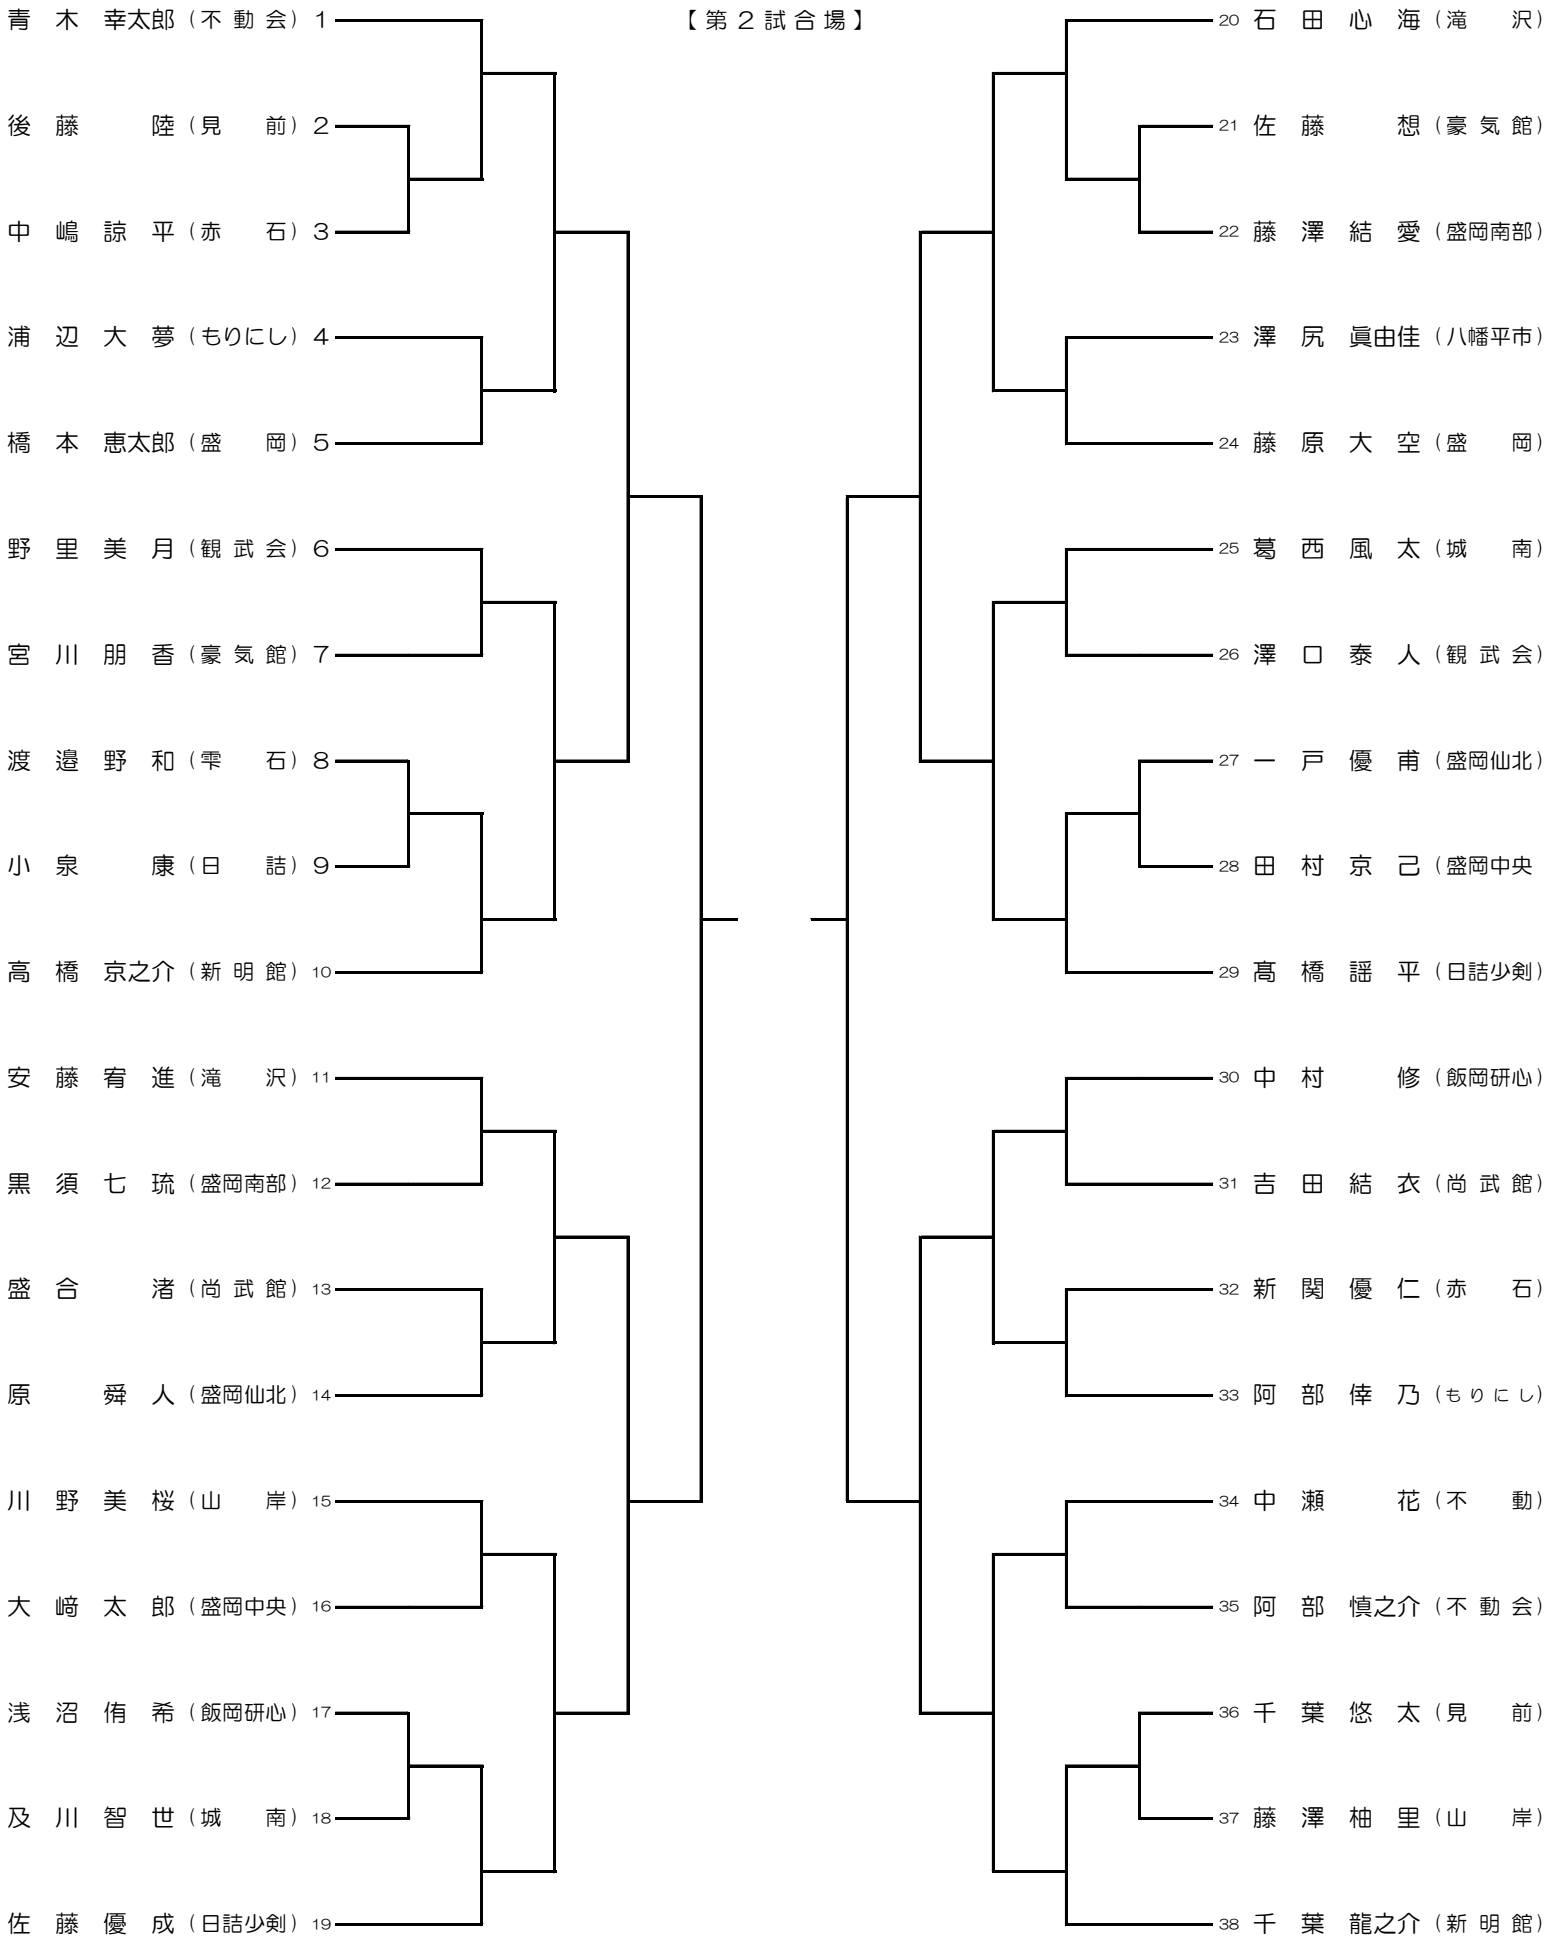 【第２試合場】
青木幸太郎（不動会）1
後藤陸（見前）2
中嶋諒平（赤石）3
浦辺大夢（もりにし）4
橋本恵太郎（盛岡）5
野里美月（観武会）6
宮川朋香（豪気館）7
渡邉野和（雫石）8
小泉康（日詰）9
高橋京之介（新明館）10
安藤宥進（滝沢）11
黒須七琉（盛岡南部）12
盛合渚（尚武館）13
原舜人（盛岡仙北）14
川野美桜（山岸）15
大﨑太郎（盛岡中央）16
浅沼侑希（飯岡研心）17
及川智世（城南）18
佐藤優成（日詰少剣）19
20 石田心海（滝沢）
21 佐藤想（豪気館）
22 藤澤結愛（盛岡南部）
23 澤尻眞由佳（八幡平市）
24 藤原大空（盛岡）
25 葛西風太（城南）
26 澤口泰人（観武会）
27 一戸優甫（盛岡仙北）
28 田村京己（盛岡中央
29 髙橋謡平（日詰少剣）
30 中村修（飯岡研心）
31 吉田結衣（尚武館）
32 新関優仁（赤石）
33 阿部倖乃（もりにし）
34 中瀬花（不動）
35 阿部慎之介（不動会）
36 千葉悠太（見前）
37 藤澤柚里（山岸）
38 千葉龍之介（新明館）